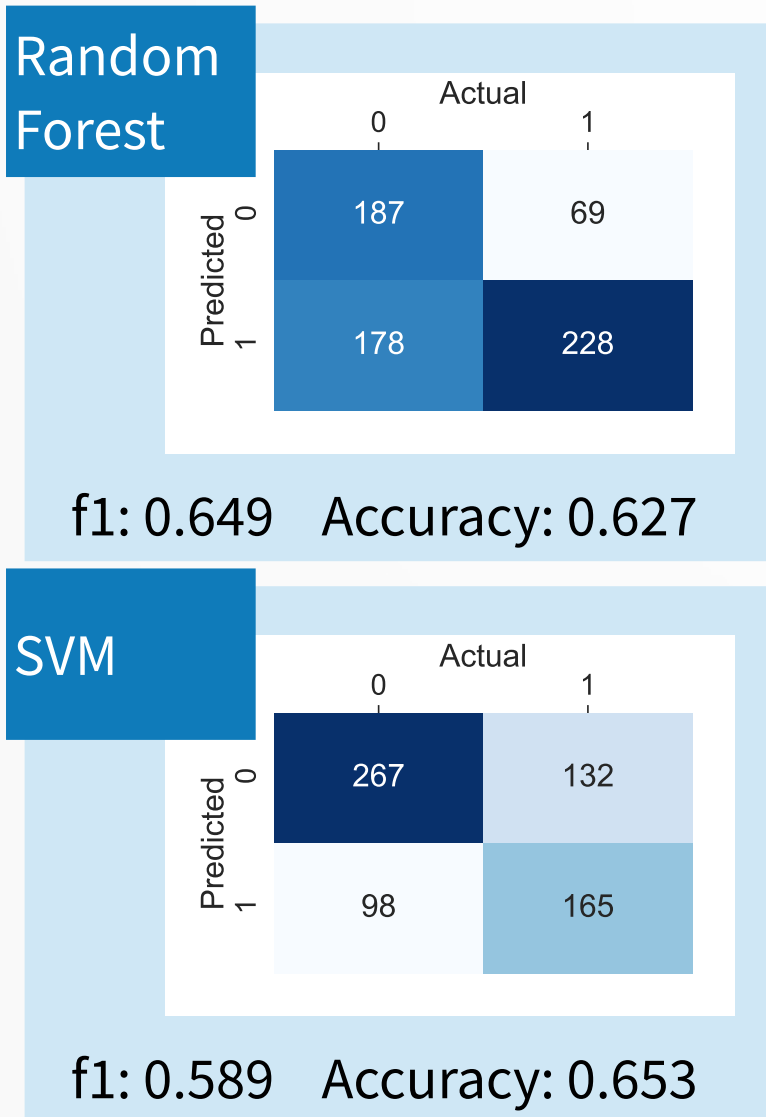 Random
Forest
Actual
0 1
Predicted
0 187 69
1 178 228
f1: 0.649 Accuracy: 0.627
SVM
Actual
0 1
Predicted
0 267 132
1 98 165
f1: 0.589 Accuracy: 0.653